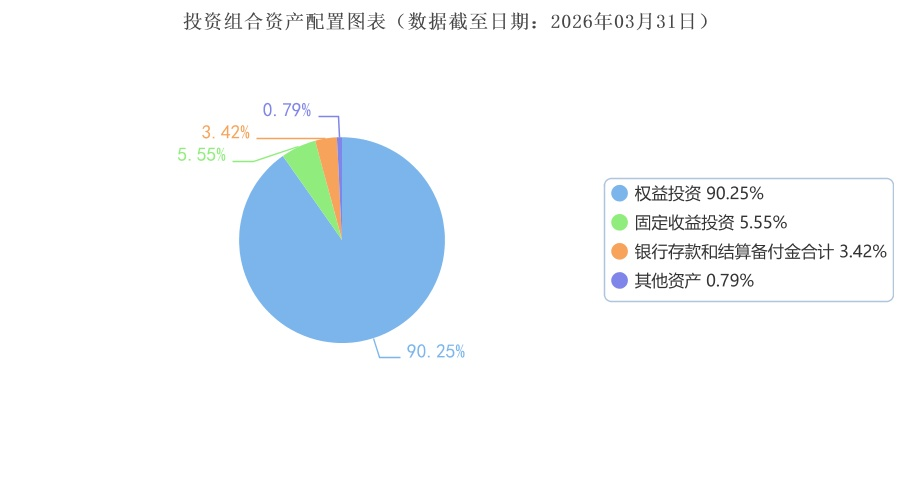 投资组合资产配置图表（数据截至日期：2026年03月31日）
0.79%
3.42%
5.55%
90.25%
权益投资 90.25%
固定收益投资 5.55%
银行存款和结算备付金合计 3.42%
其他资产 0.79%